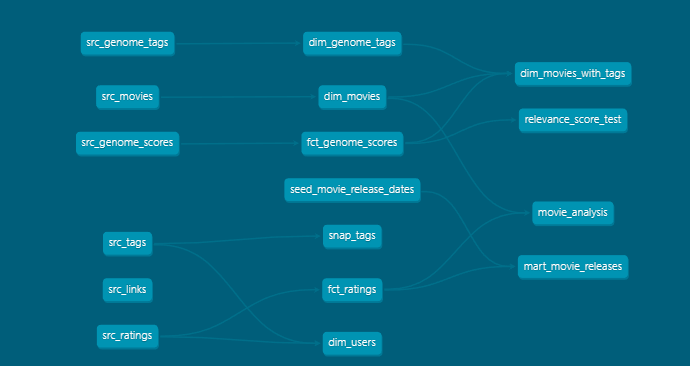 src_genome_tags
dim_genome_tags
dim_movies_with_tags
src_movies
dim_movies
relevance_score_test
src_genome_scores
fct_genome_scores
seed_movie_release_dates
movie_analysis
src_tags
snap_tags
mart_movie_releases
src_links
fct_ratings
src_ratings
dim_users